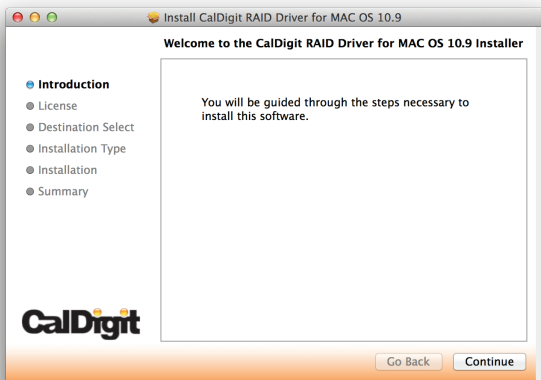 Install CalDigit RAID Driver for MAC OS 10.9
Welcome to the CalDigit RAID Driver for MAC OS 10.9 Installer
Introduction
License
Destination Select
Installation Type
Installation
Summary
You will be guided through the steps necessary to
install this software.
CalDigit
Go Back
Continue